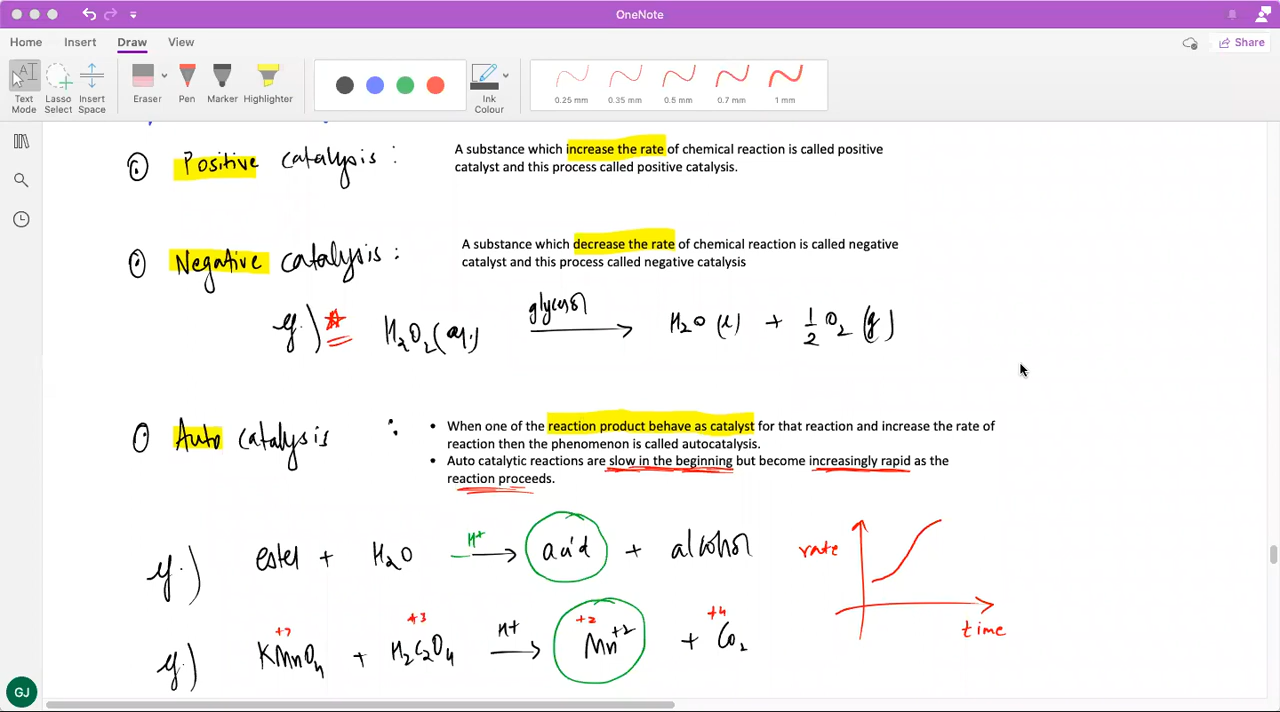 OneNote
Home Insert Draw View
Share
Text Mode
Lasso Select
Insert Space
Eraser
Pen
Marker
Highlighter
Ink Colour
0.25 mm 0.35 mm 0.5 mm 0.7 mm 1 mm
Positive catalysis :
A substance which increase the rate of chemical reaction is called positive
catalyst and this process called positive catalysis.
Negative catalysis :
A substance which decrease the rate of chemical reaction is called negative
catalyst and this process called negative catalysis
eg.) H₂O₂(aq.) glycerol → H₂O (l) + 1/2 O₂ (g)
Auto catalysis :
• When one of the reaction product behave as catalyst for that reaction and increase the rate of
reaction then the phenomenon is called autocatalysis.
• Auto catalytic reactions are slow in the beginning but become increasingly rapid as the
reaction proceeds.
eg.) ester + H₂O H⁺ → acid + alcohol
rate
time
+7 +3 +2 +4
eg.) KMnO₄ + H₂C₂O₄ H⁺ → Mn⁺² + CO₂
GJ